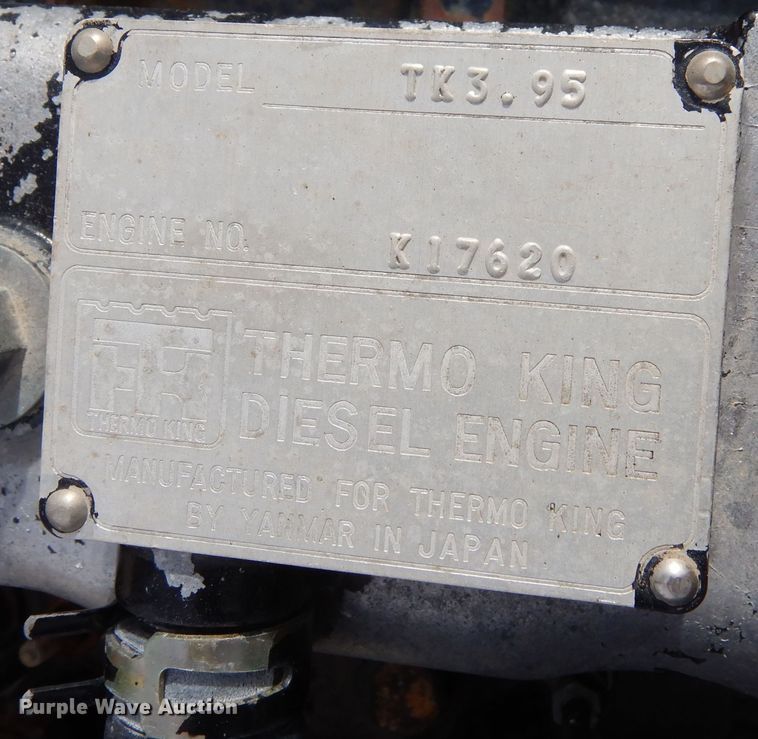 MODEL TK3.95
ENGINE NO. K17620
THERMO KING
THERMO KING
DIESEL ENGINE
MANUFACTURED FOR THERMO KING
BY YANMAR IN JAPAN
Purple Wave Auction